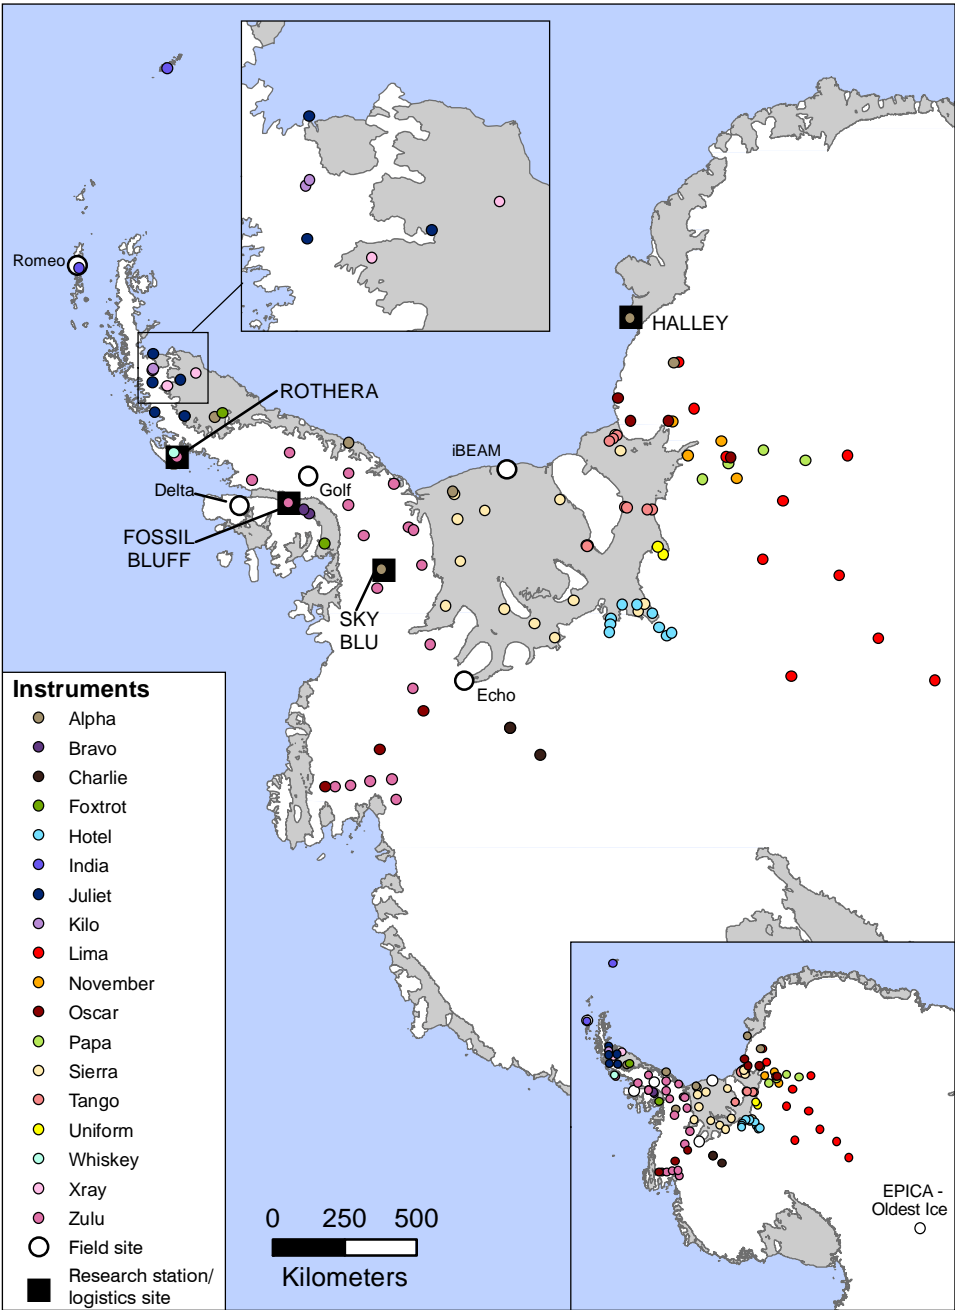 Romeo
HALLEY
ROTHERA
iBEAM
Delta
Golf
FOSSIL
BLUFF
SKY
BLU
Echo
Instruments
Alpha
Bravo
Charlie
Foxtrot
Hotel
India
Juliet
Kilo
Lima
November
Oscar
Papa
Sierra
Tango
Uniform
Whiskey
Xray
Zulu
Field site
Research station/
logistics site
0 250 500
Kilometers
EPICA -
Oldest Ice